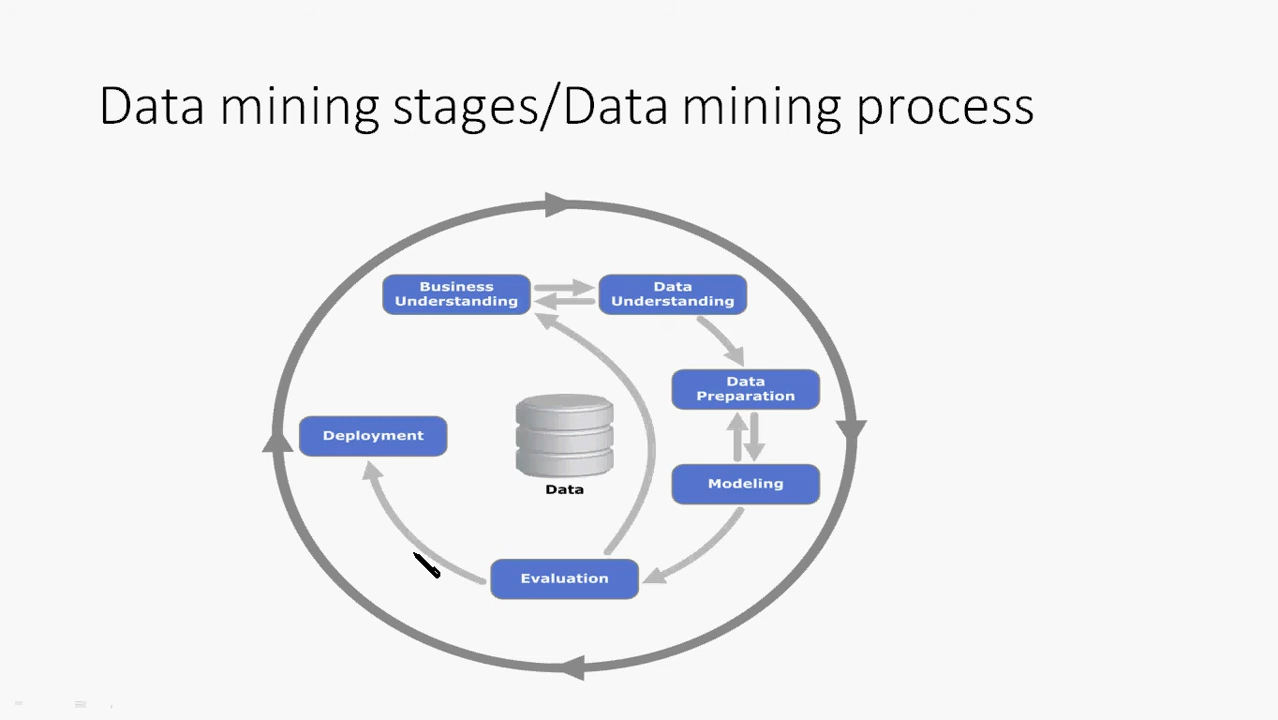 Data mining stages/Data mining process
Business
Understanding
Data
Understanding
Data
Preparation
Deployment
Modeling
Data
Evaluation